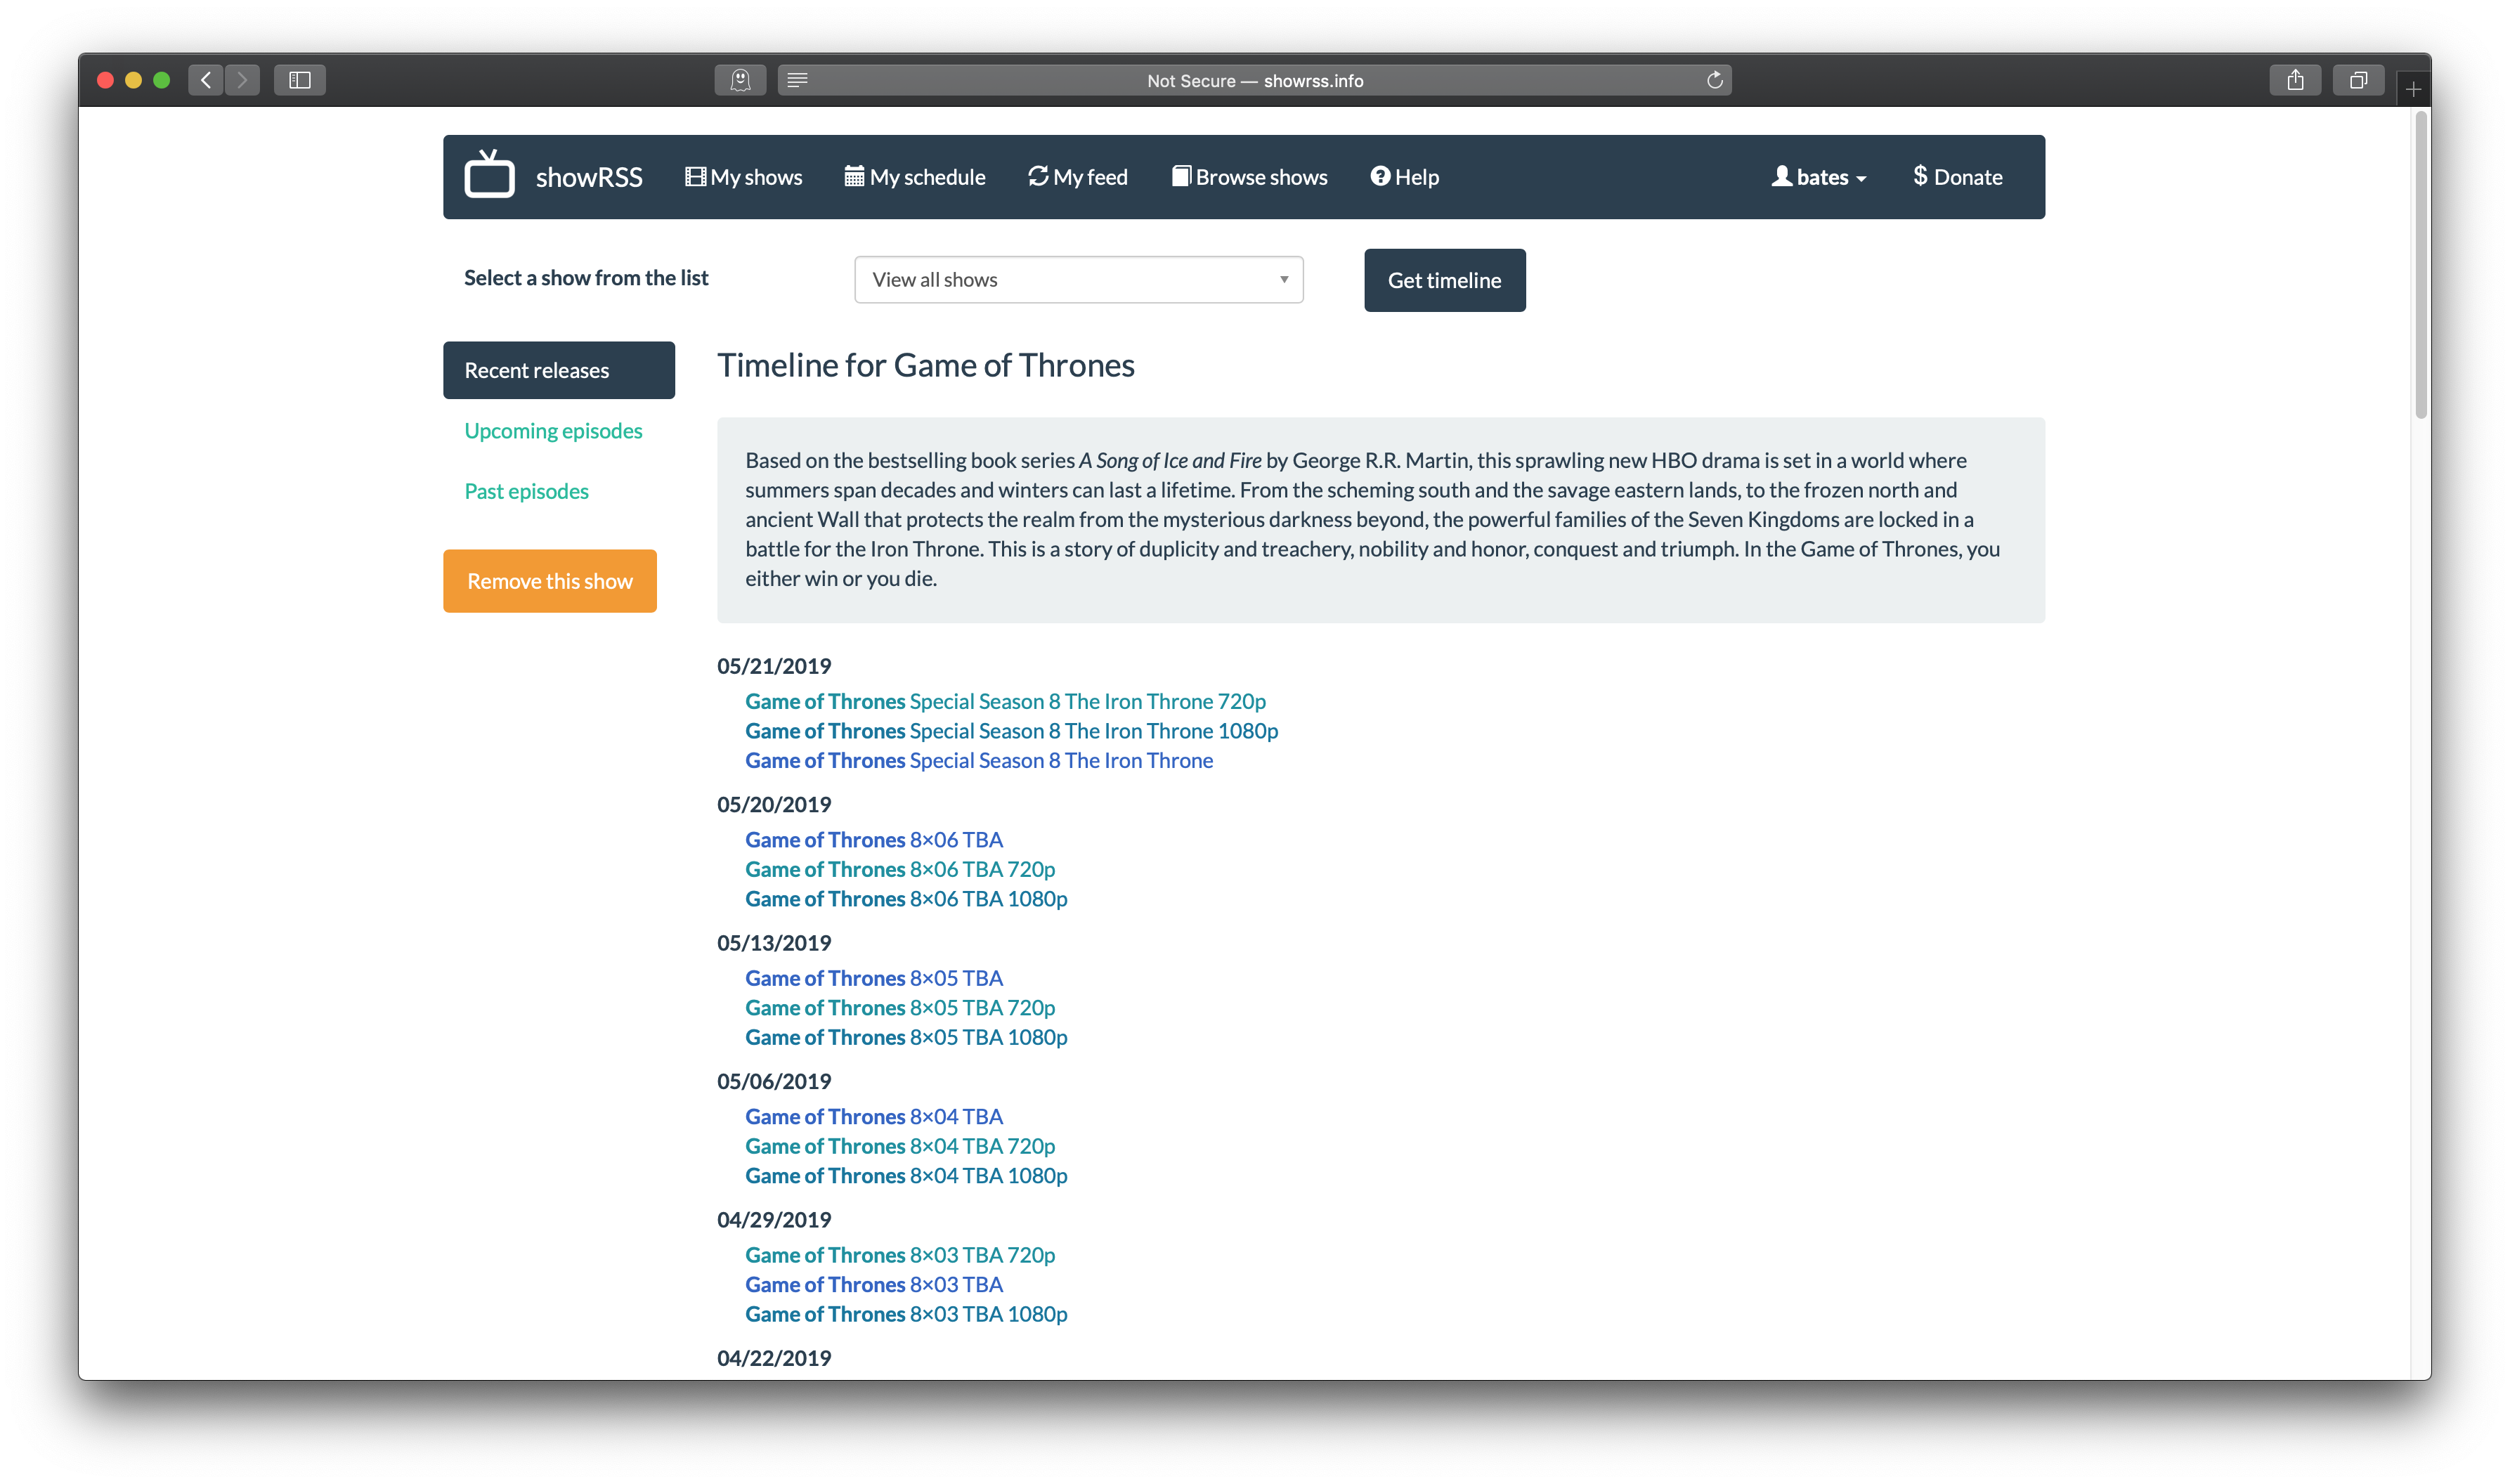 Not Secure — showrss.info
showRSS My shows My schedule My feed Browse shows Help bates $ Donate
Select a show from the list View all shows Get timeline
Recent releases
Upcoming episodes
Past episodes
Remove this show
Timeline for Game of Thrones
Based on the bestselling book series A Song of Ice and Fire by George R.R. Martin, this sprawling new HBO drama is set in a world where
summers span decades and winters can last a lifetime. From the scheming south and the savage eastern lands, to the frozen north and
ancient Wall that protects the realm from the mysterious darkness beyond, the powerful families of the Seven Kingdoms are locked in a
battle for the Iron Throne. This is a story of duplicity and treachery, nobility and honor, conquest and triumph. In the Game of Thrones, you
either win or you die.
05/21/2019
Game of Thrones Special Season 8 The Iron Throne 720p
Game of Thrones Special Season 8 The Iron Throne 1080p
Game of Thrones Special Season 8 The Iron Throne
05/20/2019
Game of Thrones 8×06 TBA
Game of Thrones 8×06 TBA 720p
Game of Thrones 8×06 TBA 1080p
05/13/2019
Game of Thrones 8×05 TBA
Game of Thrones 8×05 TBA 720p
Game of Thrones 8×05 TBA 1080p
05/06/2019
Game of Thrones 8×04 TBA
Game of Thrones 8×04 TBA 720p
Game of Thrones 8×04 TBA 1080p
04/29/2019
Game of Thrones 8×03 TBA 720p
Game of Thrones 8×03 TBA
Game of Thrones 8×03 TBA 1080p
04/22/2019